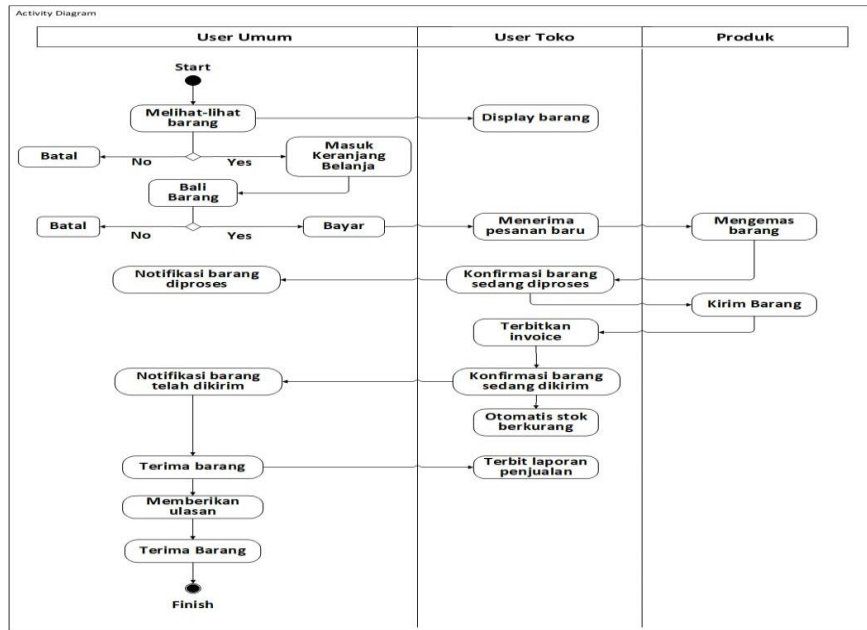 Activity Diagram
User Umum
User Toko
Produk
Start
Melihat-lihat
barang
Display barang
Batal
No
Yes
Masuk
Keranjang
Belanja
Bali
Barang
Batal
No
Yes
Bayar
Menerima
pesanan baru
Mengemas
barang
Notifikasi barang
diproses
Konfirmasi barang
sedang diproses
Kirim Barang
Terbitkan
invoice
Notifikasi barang
telah dikirim
Konfirmasi barang
sedang dikirim
Otomatis stok
berkurang
Terima barang
Terbit laporan
penjualan
Memberikan
ulasan
Terima Barang
Finish